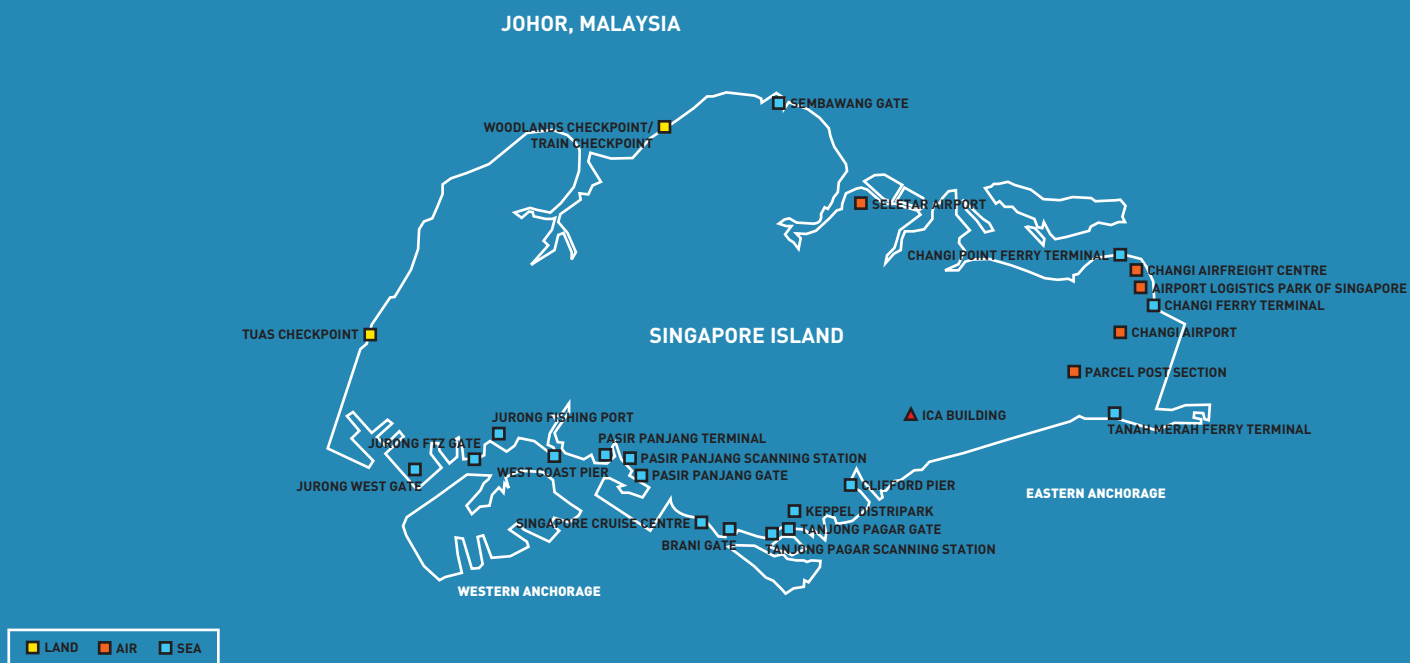 JOHOR, MALAYSIA
SEMBAWANG GATE
WOODLANDS CHECKPOINT/
TRAIN CHECKPOINT
SELETAR AIRPORT
CHANGI POINT FERRY TERMINAL
CHANGI AIRFREIGHT CENTRE
AIRPORT LOGISTICS PARK OF SINGAPORE
CHANGI FERRY TERMINAL
TUAS CHECKPOINT
SINGAPORE ISLAND
CHANGI AIRPORT
PARCEL POST SECTION
JURONG FISHING PORT
ICA BUILDING
TANAH MERAH FERRY TERMINAL
JURONG FTZ GATE
PASIR PANJANG TERMINAL
PASIR PANJANG SCANNING STATION
WEST COAST PIER
PASIR PANJANG GATE
JURONG WEST GATE
CLIFFORD PIER
EASTERN ANCHORAGE
KEPPEL DISTRIPARK
SINGAPORE CRUISE CENTRE
TANJONG PAGAR GATE
BRANI GATE
TANJONG PAGAR SCANNING STATION
WESTERN ANCHORAGE
LAND AIR SEA